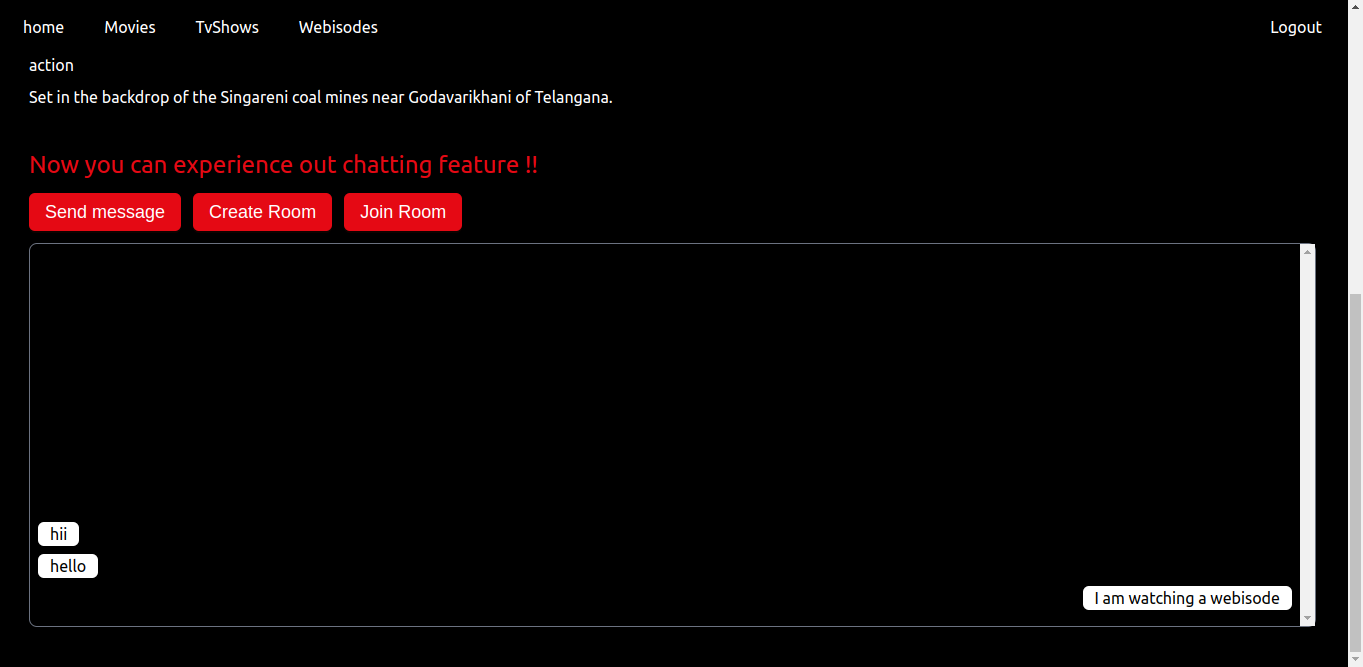 home Movies TvShows Webisodes Logout
action
Set in the backdrop of the Singareni coal mines near Godavarikhani of Telangana.
Now you can experience out chatting feature !!
Send message Create Room Join Room
hii
hello
I am watching a webisode